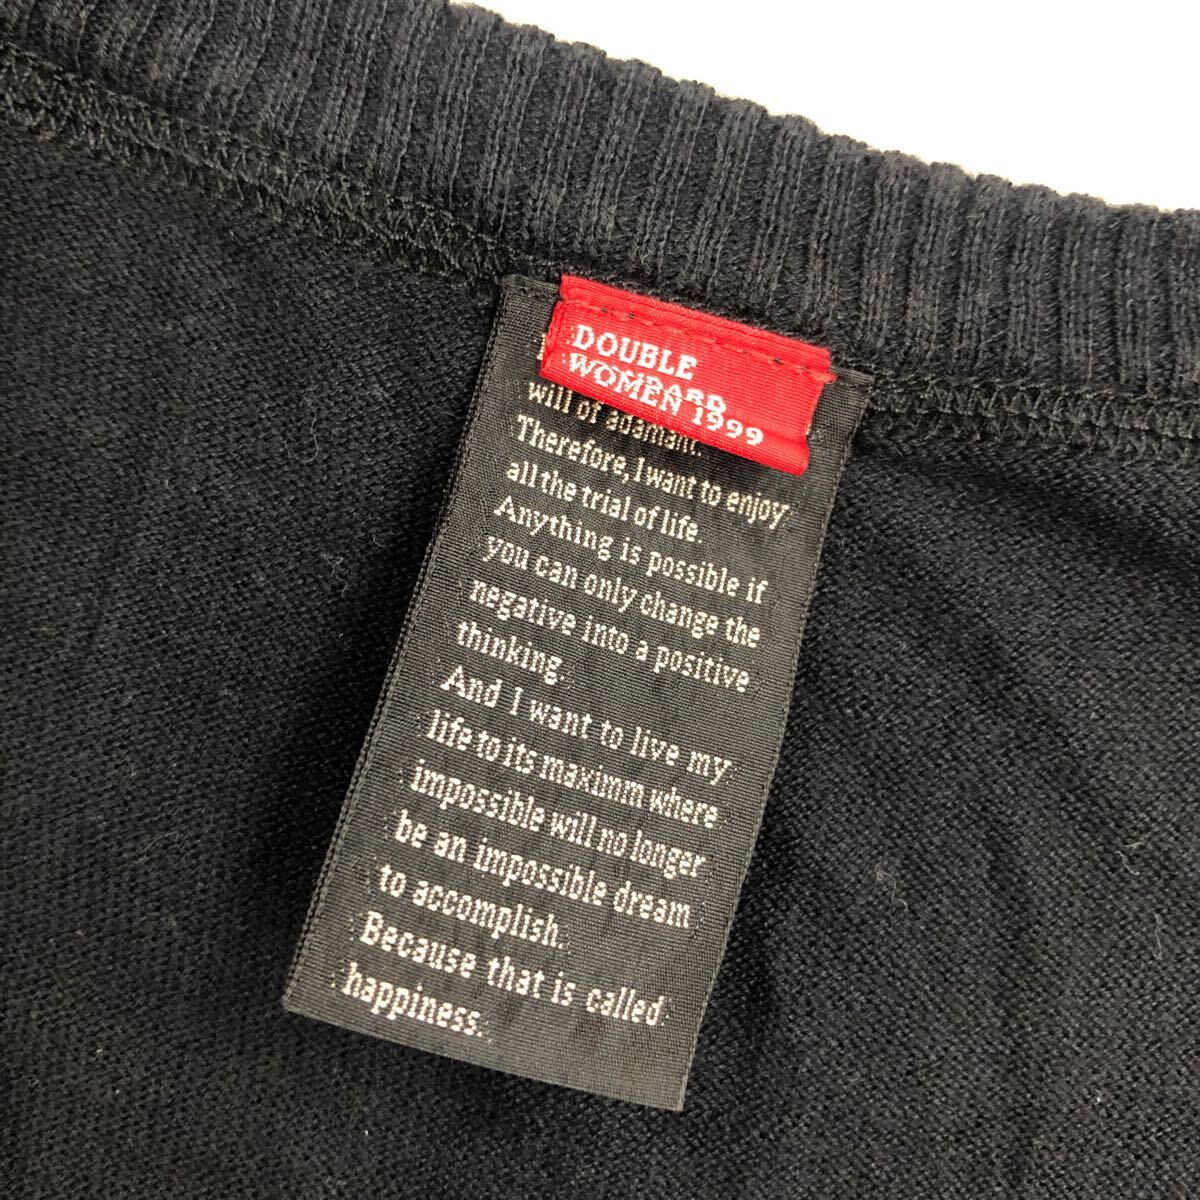 DOUBLE
WOMEN 1999
will of adamant.
Therefore, I want to enjoy
all the trial of life.
Anything is possible if
you can only change the
negative into a positive
thinking.
And I want to live my
life to its maximm where
impossible will no longer
be an impossible dream
to accomplish.
Because that is called
happiness.